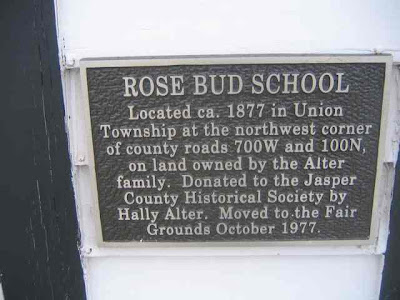 ROSE BUD SCHOOL
Located ca. 1877 in Union
Township at the northwest corner
of county roads 700W and 100N,
on land owned by the Alter
family. Donated to the Jasper
County Historical Society by
Hally Alter. Moved to the Fair
Grounds October 1977.